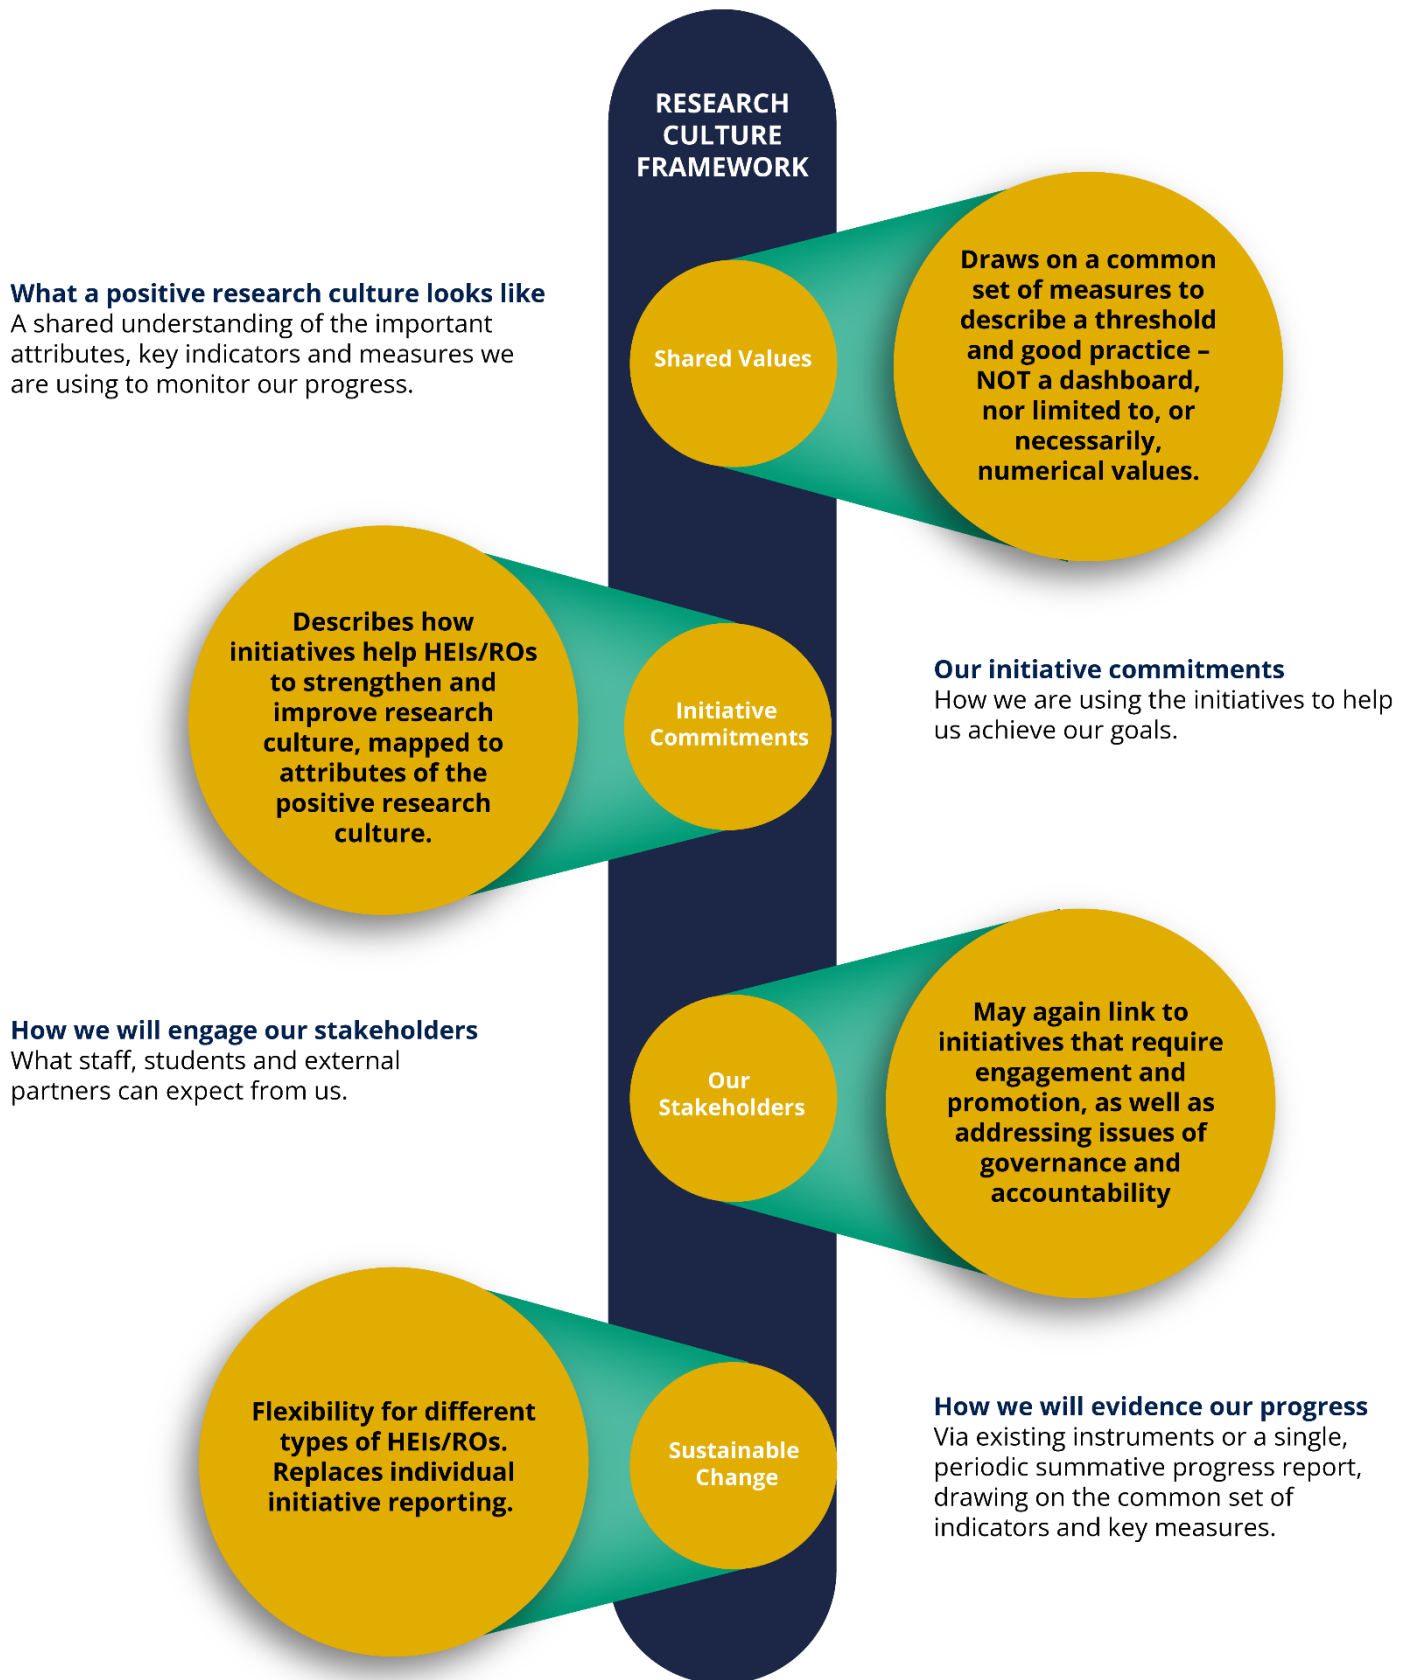 RESEARCH
CULTURE
FRAMEWORK
What a positive research culture looks like
A shared understanding of the important
attributes, key indicators and measures we
are using to monitor our progress.
Shared Values
Draws on a common
set of measures to
describe a threshold
and good practice –
NOT a dashboard,
nor limited to, or
necessarily,
numerical values.
Describes how
initiatives help HEIs/ROs
to strengthen and
improve research
culture, mapped to
attributes of the
positive research
culture.
Initiative
Commitments
Our initiative commitments
How we are using the initiatives to help
us achieve our goals.
How we will engage our stakeholders
What staff, students and external
partners can expect from us.
Our
Stakeholders
May again link to
initiatives that require
engagement and
promotion, as well as
addressing issues of
governance and
accountability
Flexibility for different
types of HEIs/ROs.
Replaces individual
initiative reporting.
Sustainable
Change
How we will evidence our progress
Via existing instruments or a single,
periodic summative progress report,
drawing on the common set of
indicators and key measures.